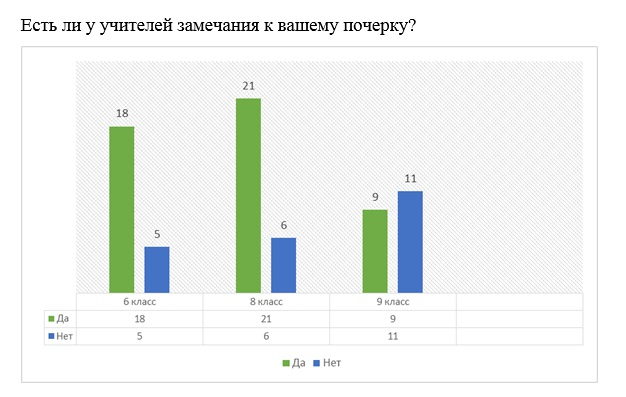 Есть ли у учителей замечания к вашему почерку?
18
5
21
6
9
11
6 класс 8 класс 9 класс
Да 18 21 9
Нет 5 6 11
Да Нет